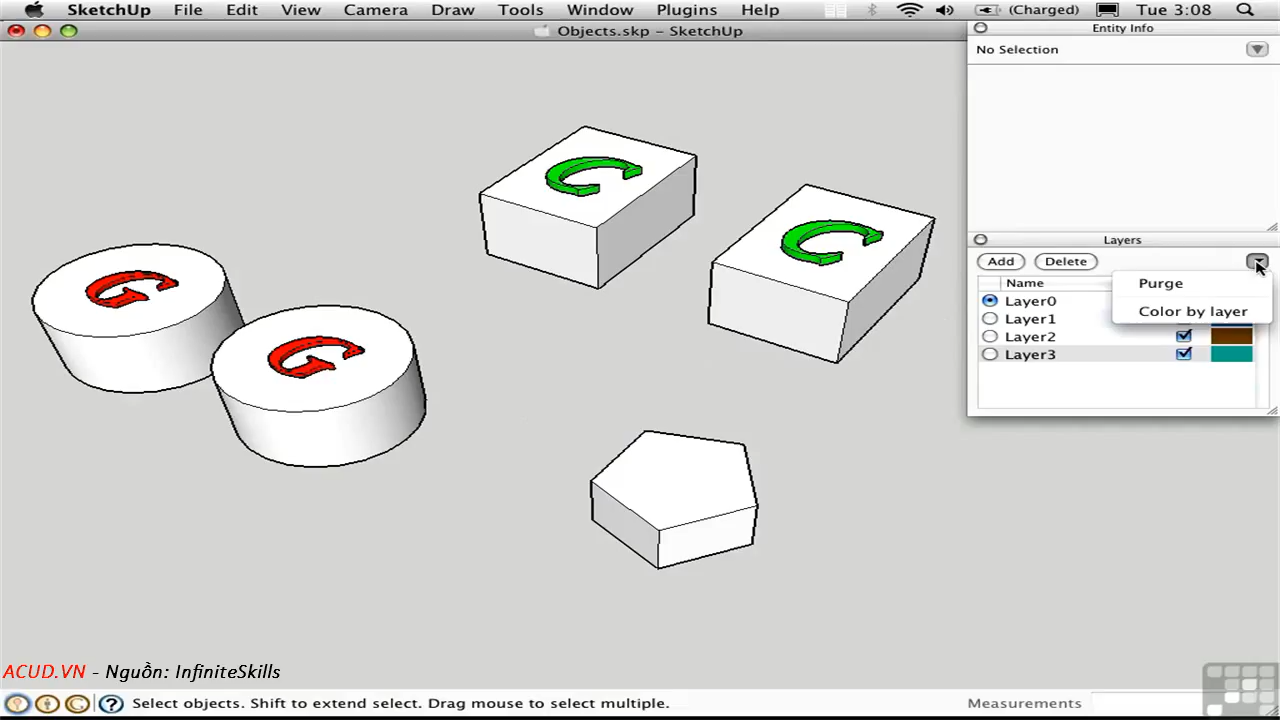 SketchUp File Edit View Camera Draw Tools Window Plugins Help (Charged) Tue 3:08
Objects.skp – SketchUp
Entity Info
No Selection
Layers
Add Delete
Purge
Name
Layer0
Color by layer
Layer1
Layer2
Layer3
G
G
C
C
ACUD.VN - Nguồn: InfiniteSkills
Select objects. Shift to extend select. Drag mouse to select multiple.
Measurements